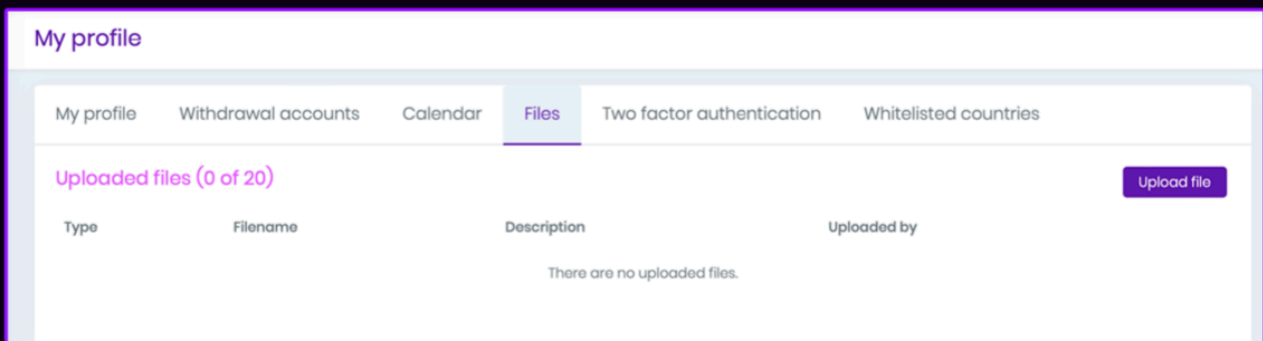 My profile
My profile Withdrawal accounts Calendar Files Two factor authentication Whitelisted countries
Uploaded files (0 of 20) Upload file
Type Filename Description Uploaded by
There are no uploaded files.